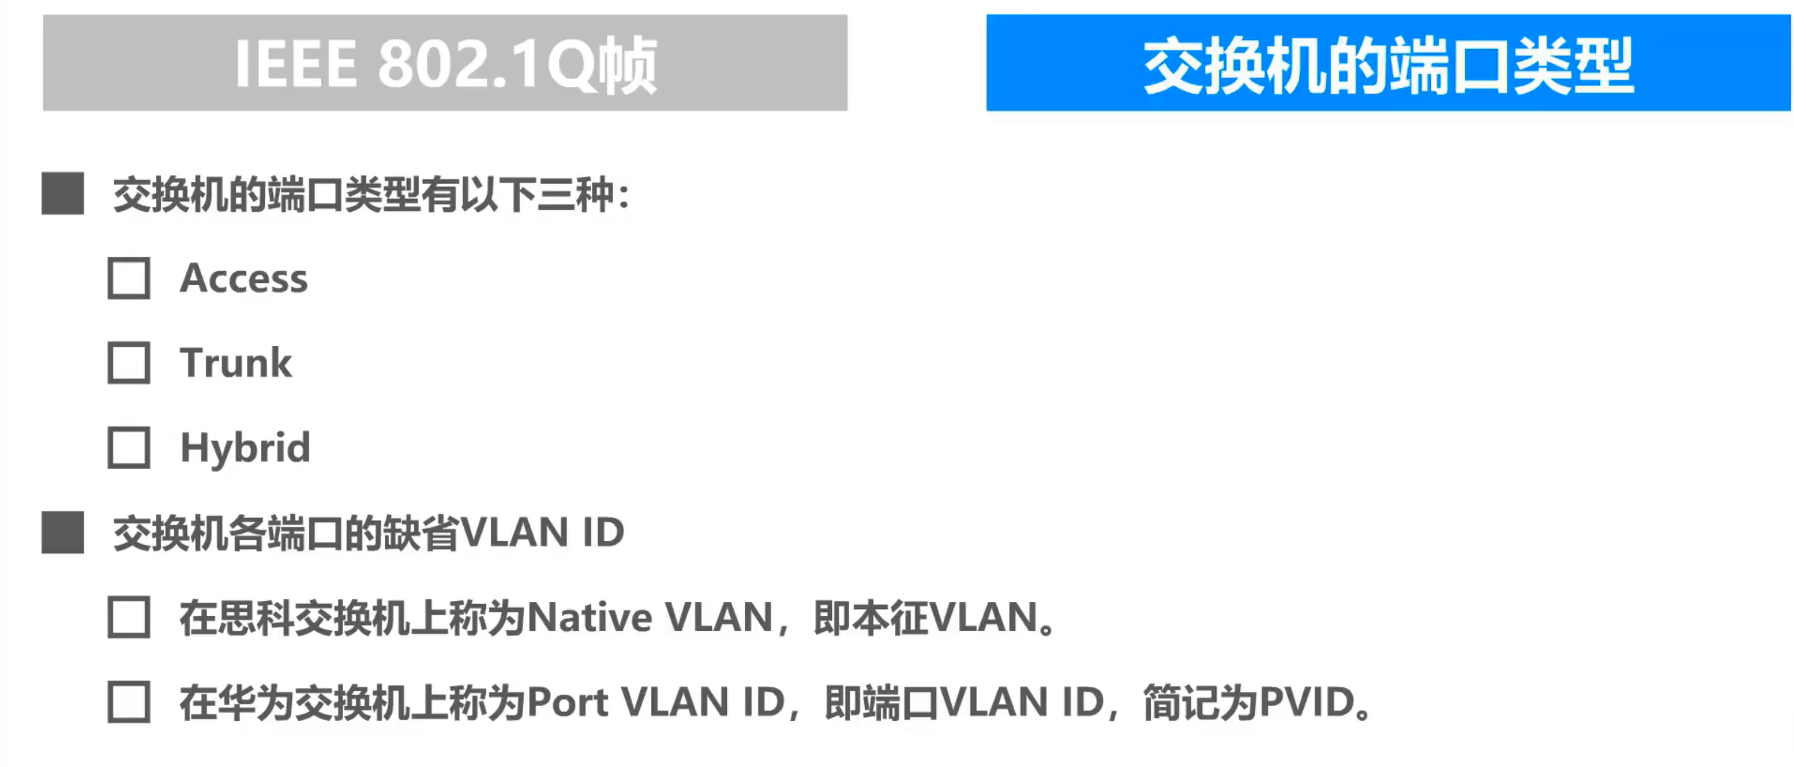 IEEE 802.1Q帧
交换机的端口类型
交换机的端口类型有以下三种：
Access
Trunk
Hybrid
交换机各端口的缺省VLAN ID
在思科交换机上称为Native VLAN，即本征VLAN。
在华为交换机上称为Port VLAN ID，即端口VLAN ID，简记为PVID。